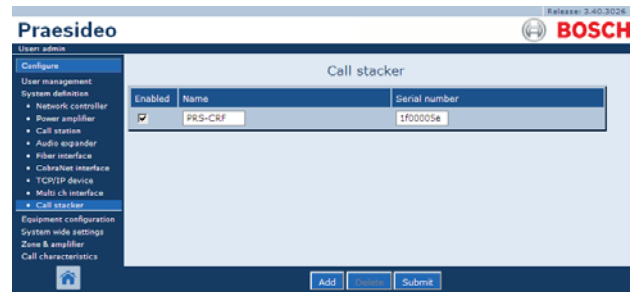 Release: 3.40.3026
Praesideo
BOSCH
User: admin
Configure
User management
System definition
• Network controller
• Power amplifier
• Call station
• Audio expander
• Fiber interface
• CobraNet interface
• TCP/IP device
• Multi ch interface
• Call stacker
Equipment configuration
System wide settings
Zone & amplifier
Call characteristics
Call stacker
Enabled Name Serial number
PRS-CRF 1f00005e
Add Delete Submit